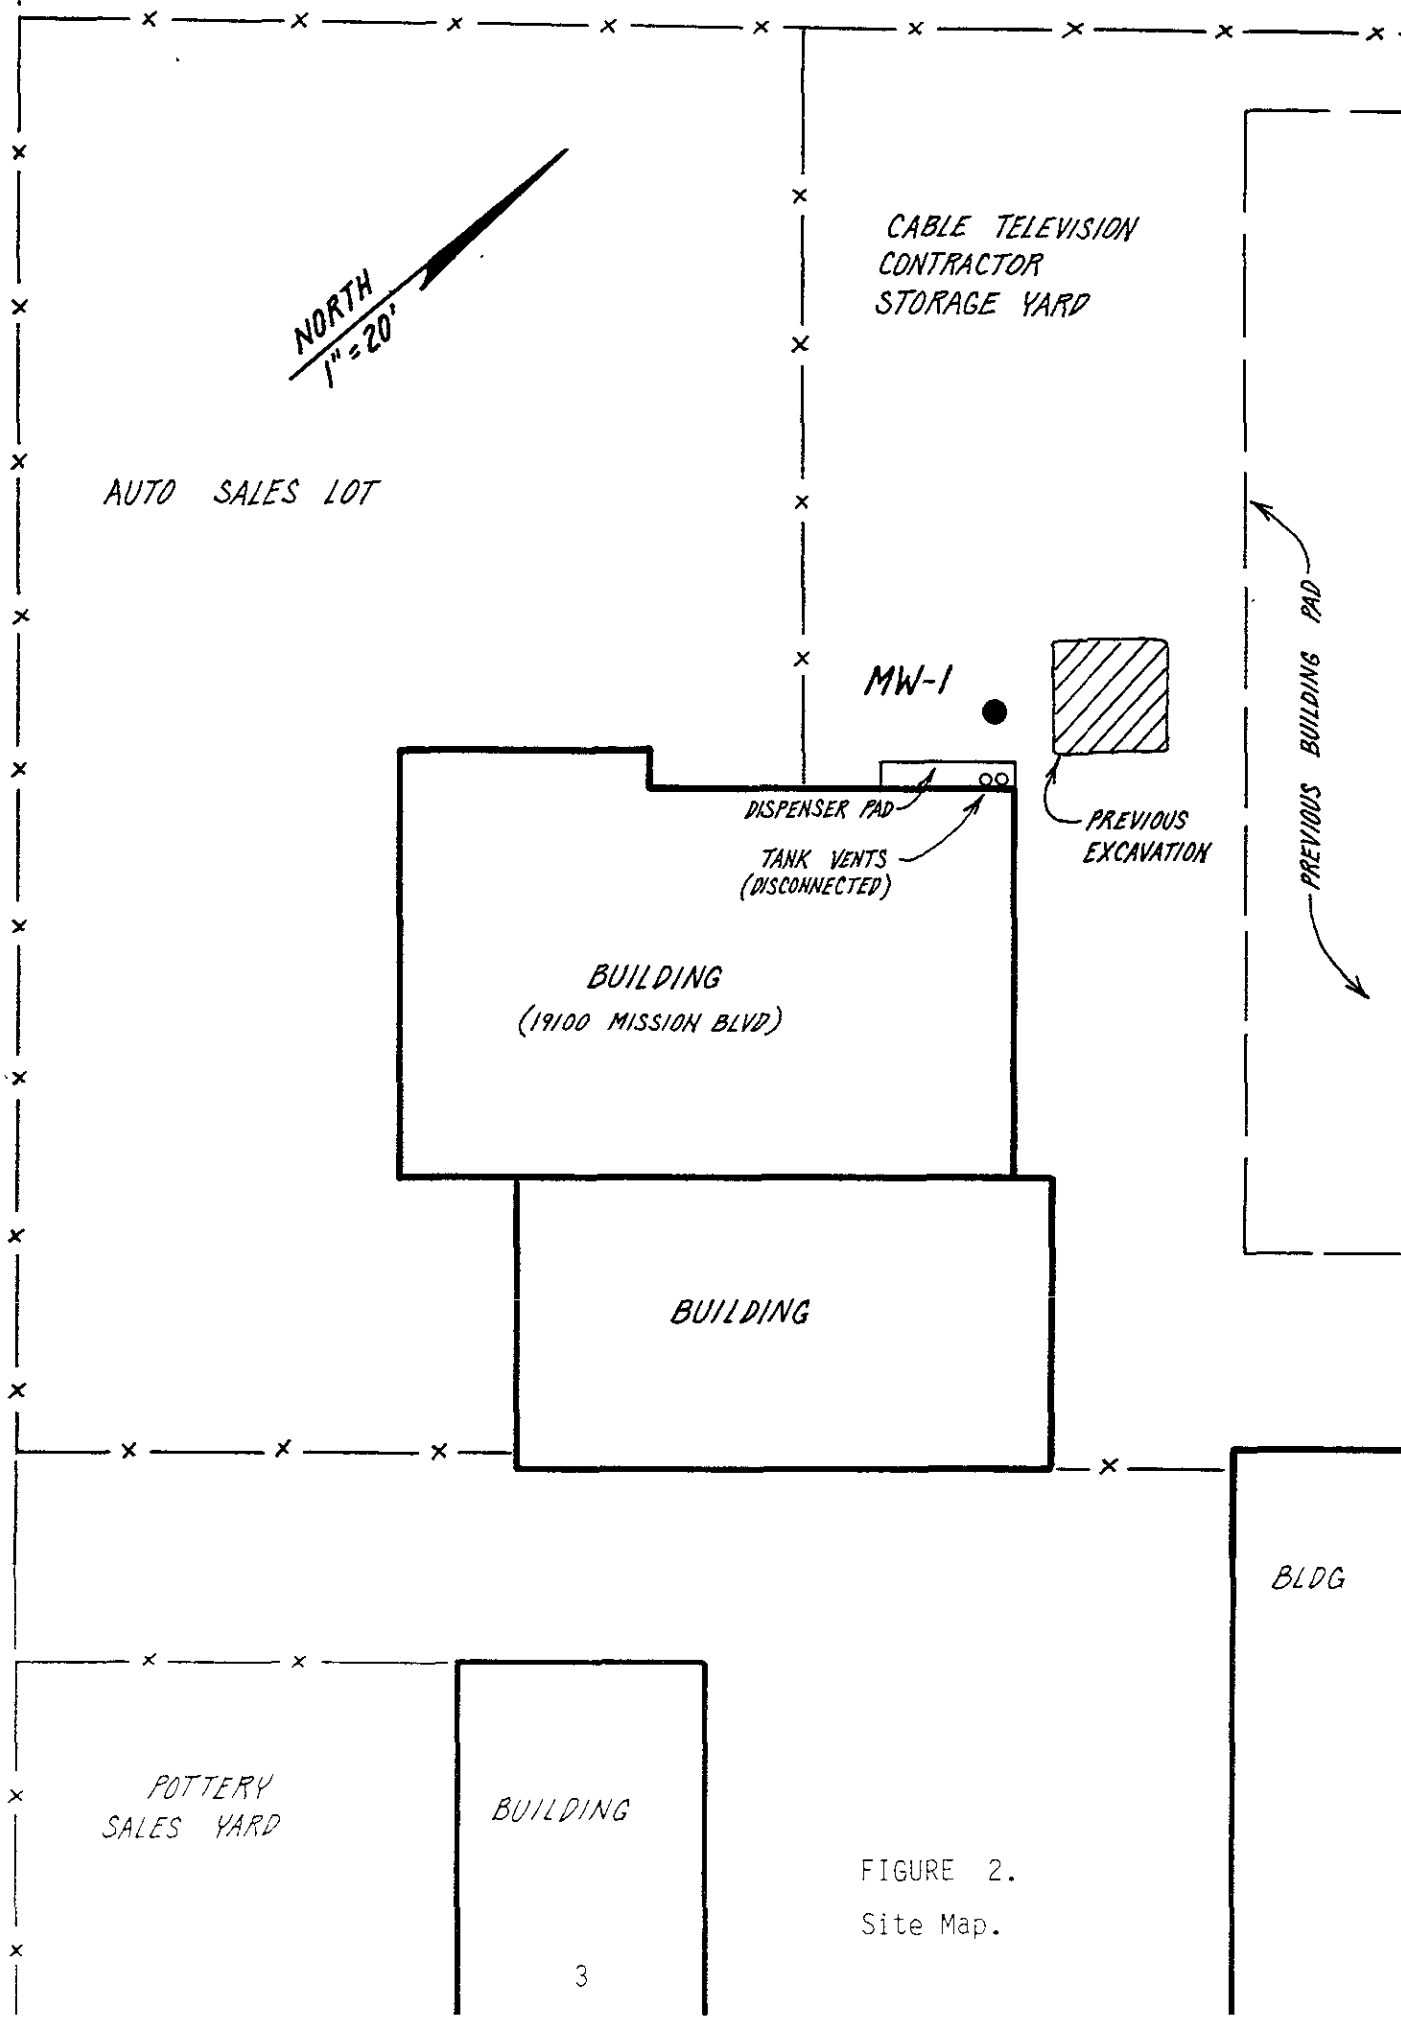 CABLE TELEVISION
CONTRACTOR
STORAGE YARD
NORTH
1"=20'
AUTO SALES LOT
PREVIOUS BUILDING PAD
MW-1
DISPENSER PAD
PREVIOUS
EXCAVATION
TANK VENTS
(DISCONNECTED)
BUILDING
(19100 MISSION BLVD)
BUILDING
BLDG
POTTERY
SALES YARD
BUILDING
FIGURE 2.
Site Map.
3